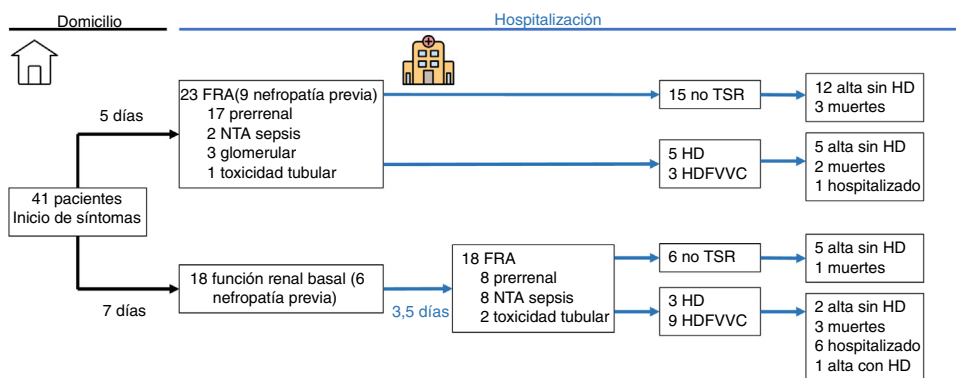 Domicilio
Hospitalización
23 FRA(9 nefropatía previa)
17 prerrenal
2 NTA sepsis
3 glomerular
1 toxicidad tubular
15 no TSR
12 alta sin HD
3 muertes
5 días
5 HD
3 HDFVVC
5 alta sin HD
2 muertes
1 hospitalizado
41 pacientes
Inicio de síntomas
7 días
18 función renal basal (6
nefropatía previa)
3,5 días
18 FRA
8 prerrenal
8 NTA sepsis
2 toxicidad tubular
6 no TSR
5 alta sin HD
1 muertes
3 HD
9 HDFVVC
2 alta sin HD
3 muertes
6 hospitalizado
1 alta con HD